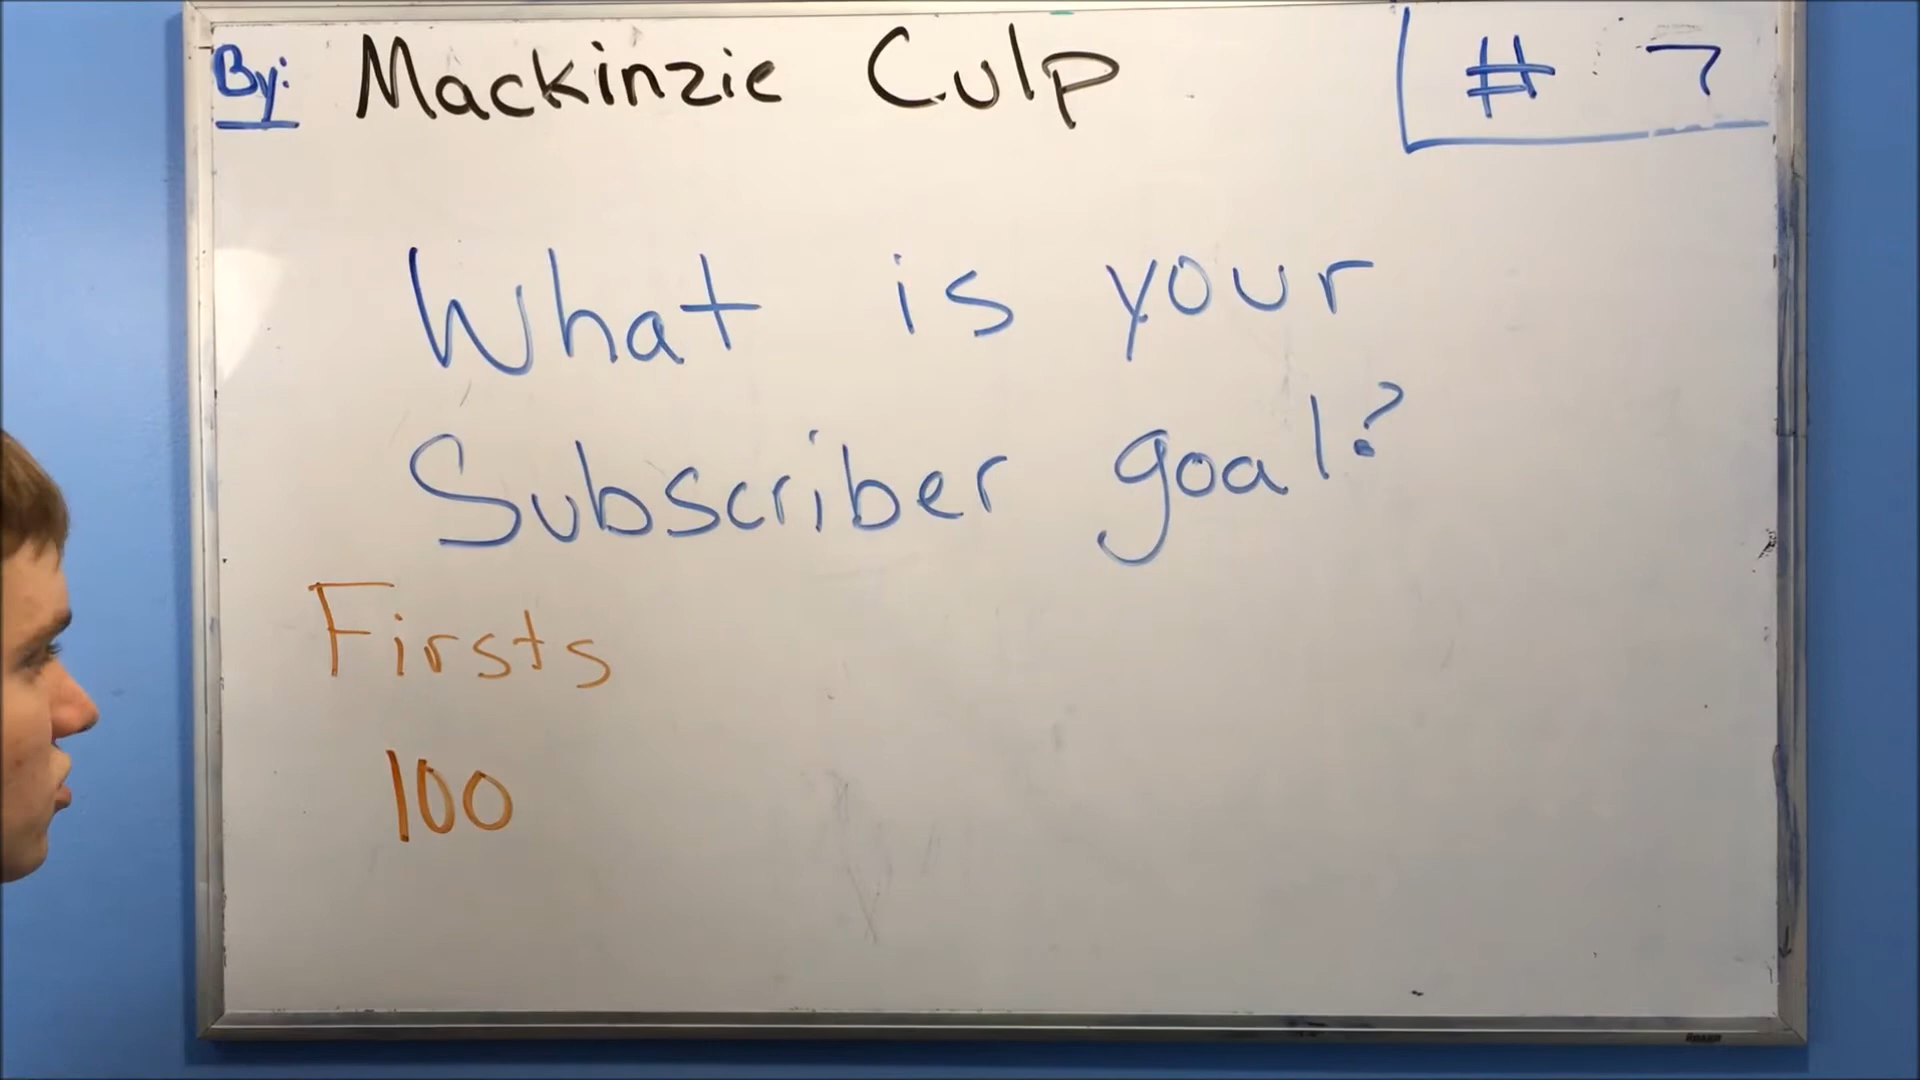 By: Mackinzie Culp
# 7
What is your
Subscriber goal?
Firsts
100